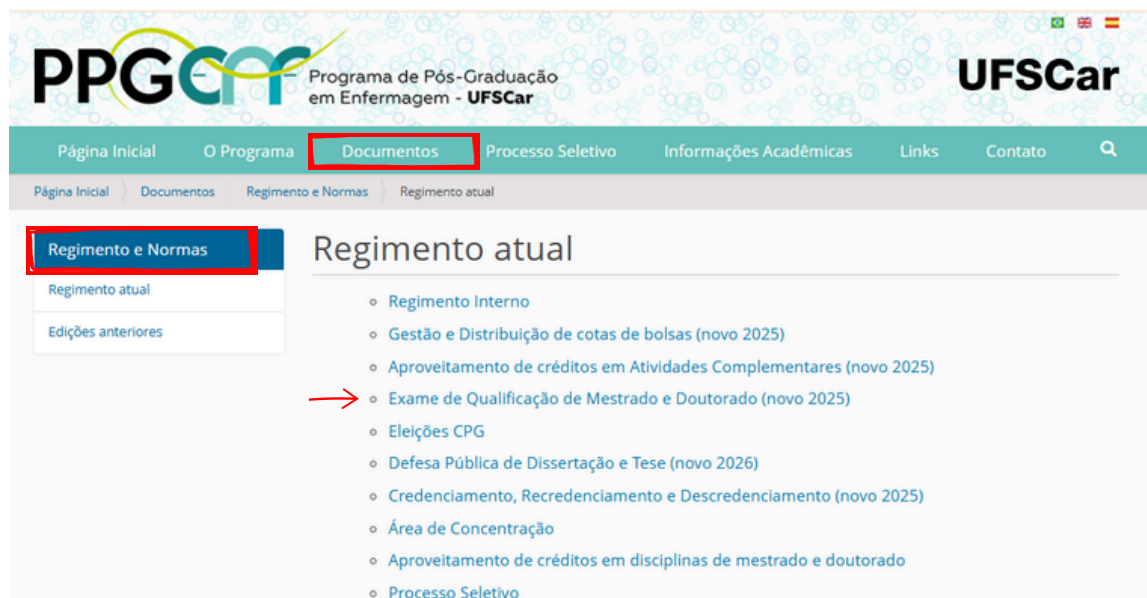 PPGEnf
Programa de Pós-Graduação
em Enfermagem - UFSCar
UFSCar
Página Inicial O Programa Documentos Processo Seletivo Informações Acadêmicas Links Contato
Página Inicial Documentos Regimento e Normas Regimento atual
Regimento e Normas
Regimento atual
Edições anteriores
Regimento atual
Regimento Interno
Gestão e Distribuição de cotas de bolsas (novo 2025)
Aproveitamento de créditos em Atividades Complementares (novo 2025)
Exame de Qualificação de Mestrado e Doutorado (novo 2025)
Eleições CPG
Defesa Pública de Dissertação e Tese (novo 2026)
Credenciamento, Recredenciamento e Descredenciamento (novo 2025)
Área de Concentração
Aproveitamento de créditos em disciplinas de mestrado e doutorado
Processo Seletivo